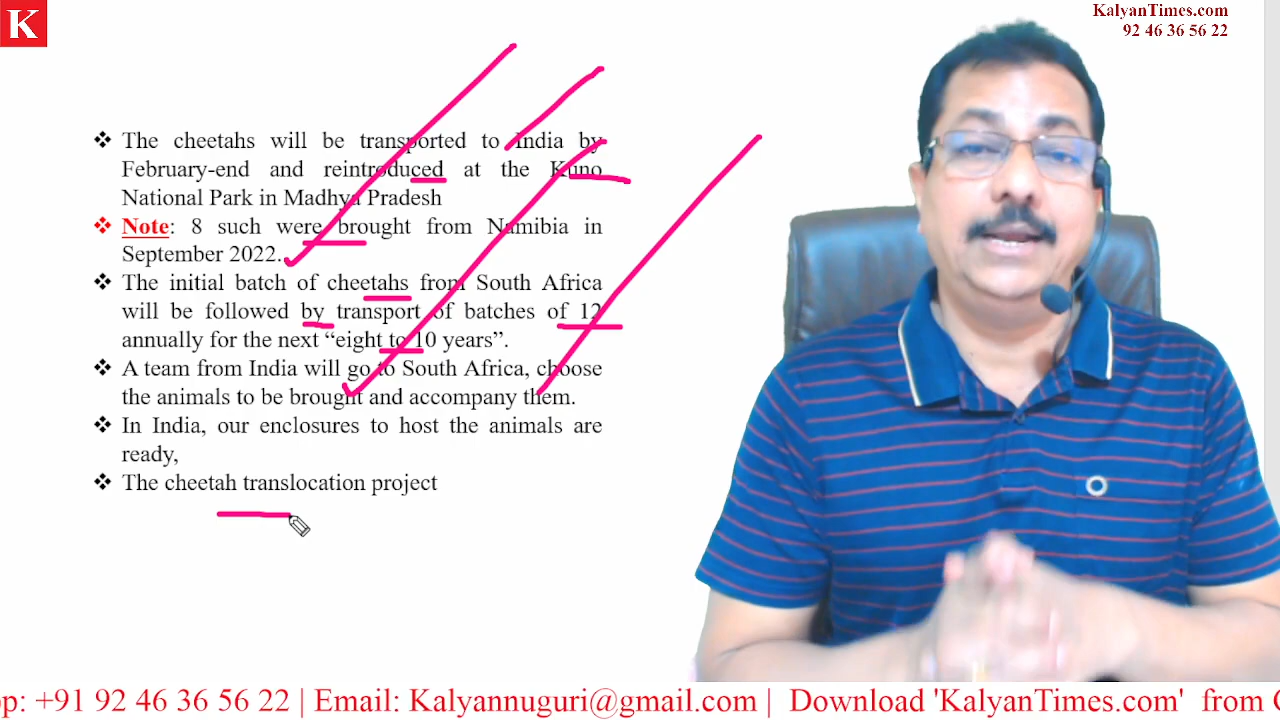 K
KalyanTimes.com
92 46 36 56 22
❖ The cheetahs will be transported to India by
February-end and reintroduced at the Kuno
National Park in Madhya Pradesh
❖ Note: 8 such were brought from Namibia in
September 2022.
❖ The initial batch of cheetahs from South Africa
will be followed by transport of batches of 12
annually for the next “eight to 10 years”.
❖ A team from India will go to South Africa, choose
the animals to be brought and accompany them.
❖ In India, our enclosures to host the animals are
ready,
❖ The cheetah translocation project
+91 92 46 36 56 22 | Email: Kalyannuguri@gmail.com | Download 'KalyanTimes.com' from